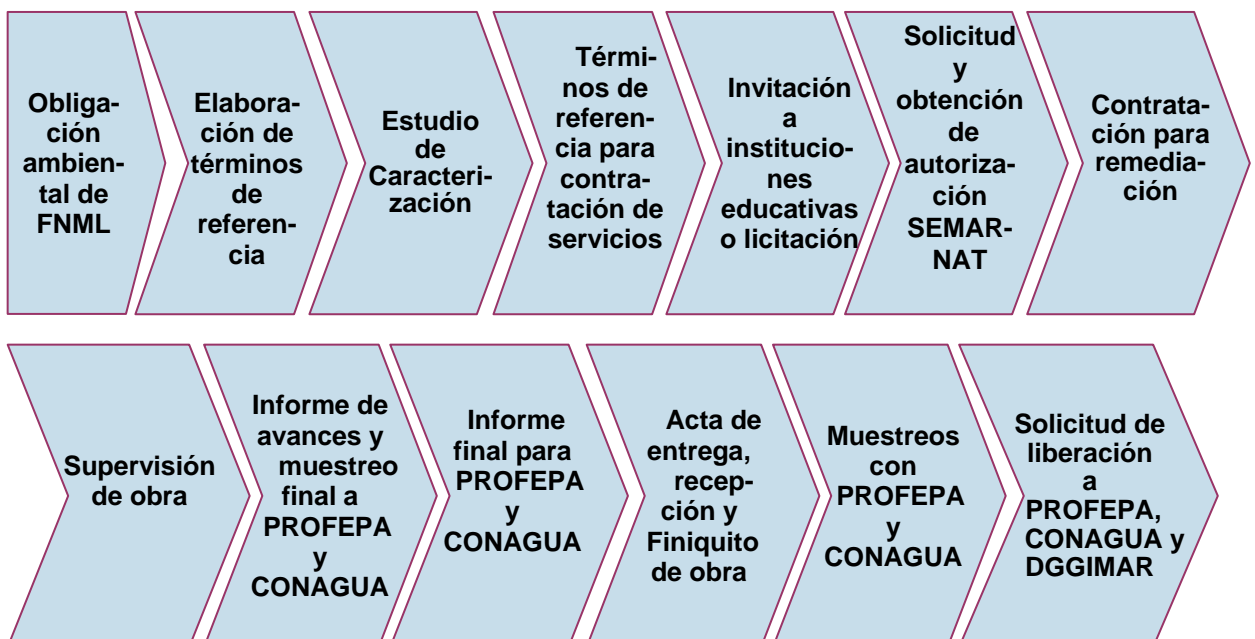 Obliga-
ción
ambien-
tal de
FNML
Elabora-
ción de
términos
de
referen-
cia
Estudio
de
Caracteri-
zación
Térmi-
nos de
referen-
cia para
contra-
tación de
servicios
Invitación
a
institucio-
nes
educativas
o licitación
Solicitud
y
obtención
de
autoriza-
ción
SEMAR-
NAT
Contrata-
ción para
remedia-
ción
Supervisión
de obra
Informe de
avances y
muestreo
final a
PROFEPA
y
CONAGUA
Informe
final para
PROFEPA
y
CONAGUA
Acta de
entrega,
recep-
ción y
Finiquito
de obra
Muestreos
con
PROFEPA
y
CONAGUA
Solicitud de
liberación
a
PROFEPA,
CONAGUA y
DGGIMAR